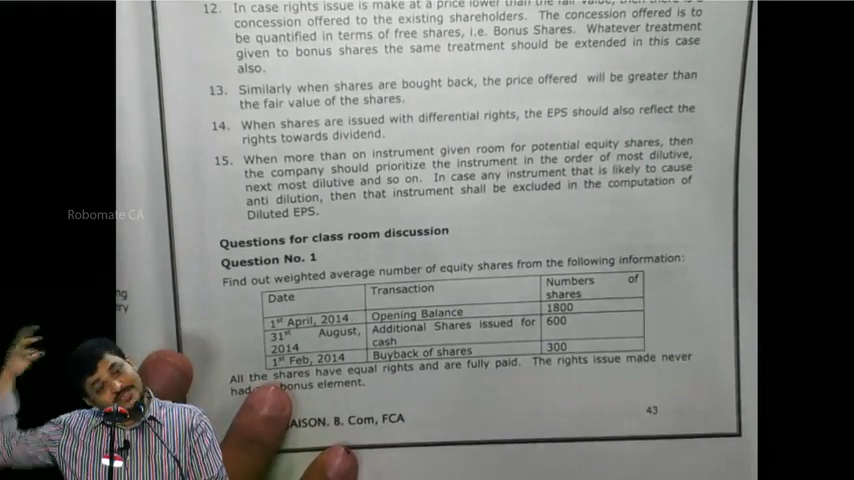 12. In case rights issue is make at a price lower than the fair value, then there is a
concession offered to the existing shareholders. The concession offered is to
be quantified in terms of free shares, i.e. Bonus Shares. Whatever treatment
given to bonus shares the same treatment should be extended in this case
also.
13. Similarly when shares are bought back, the price offered will be greater than
the fair value of the shares.
14. When shares are issued with differential rights, the EPS should also reflect the
rights towards dividend.
15. When more than on instrument given room for potential equity shares, then
the company should prioritize the instrument in the order of most dilutive,
next most dilutive and so on. In case any instrument that is likely to cause
anti dilution, then that instrument shall be excluded in the computation of
Diluted EPS.
Robomate CA
Questions for class room discussion
Question No. 1
Find out weighted average number of equity shares from the following information:
Date Transaction Numbers of
shares
1st April, 2014 Opening Balance 1800
31st August, Additional Shares issued for 600
2014 cash
1st Feb, 2014 Buyback of shares 300
All the shares have equal rights and are fully paid. The rights issue made never
had bonus element.
AISON. B. Com, FCA
43